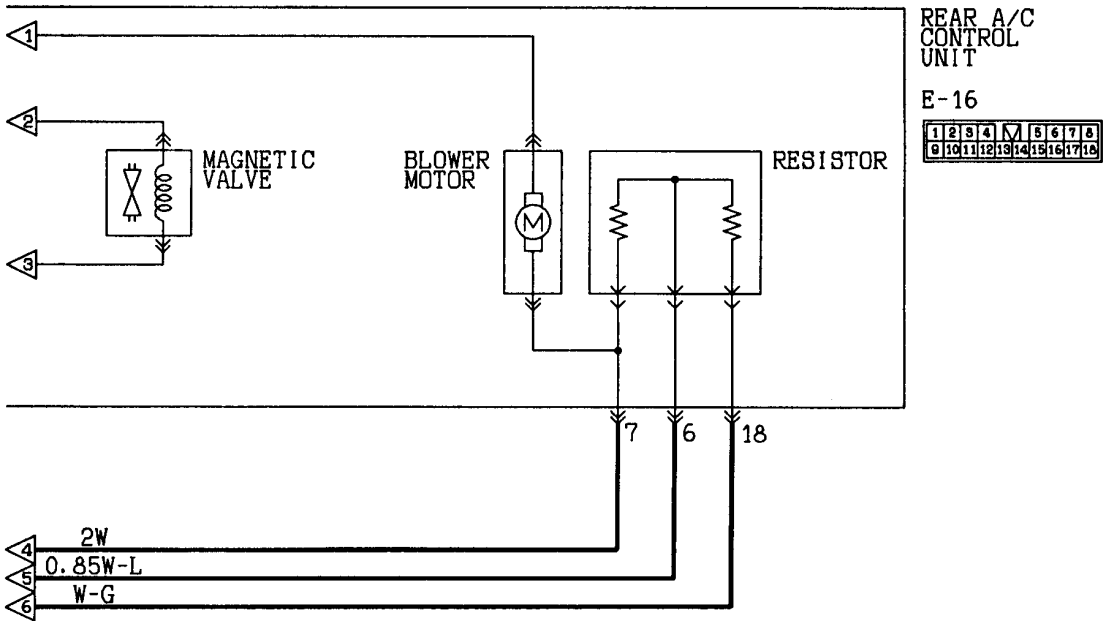 1
REAR A/C
CONTROL
UNIT
E-16
1 2 3 4 5 6 7 8
9 10 11 12 13 14 15 16 17 18
2
MAGNETIC
VALVE
BLOWER
MOTOR
M
RESISTOR
3
7 6 18
4 2W
5 0.85W-L
6 W-G